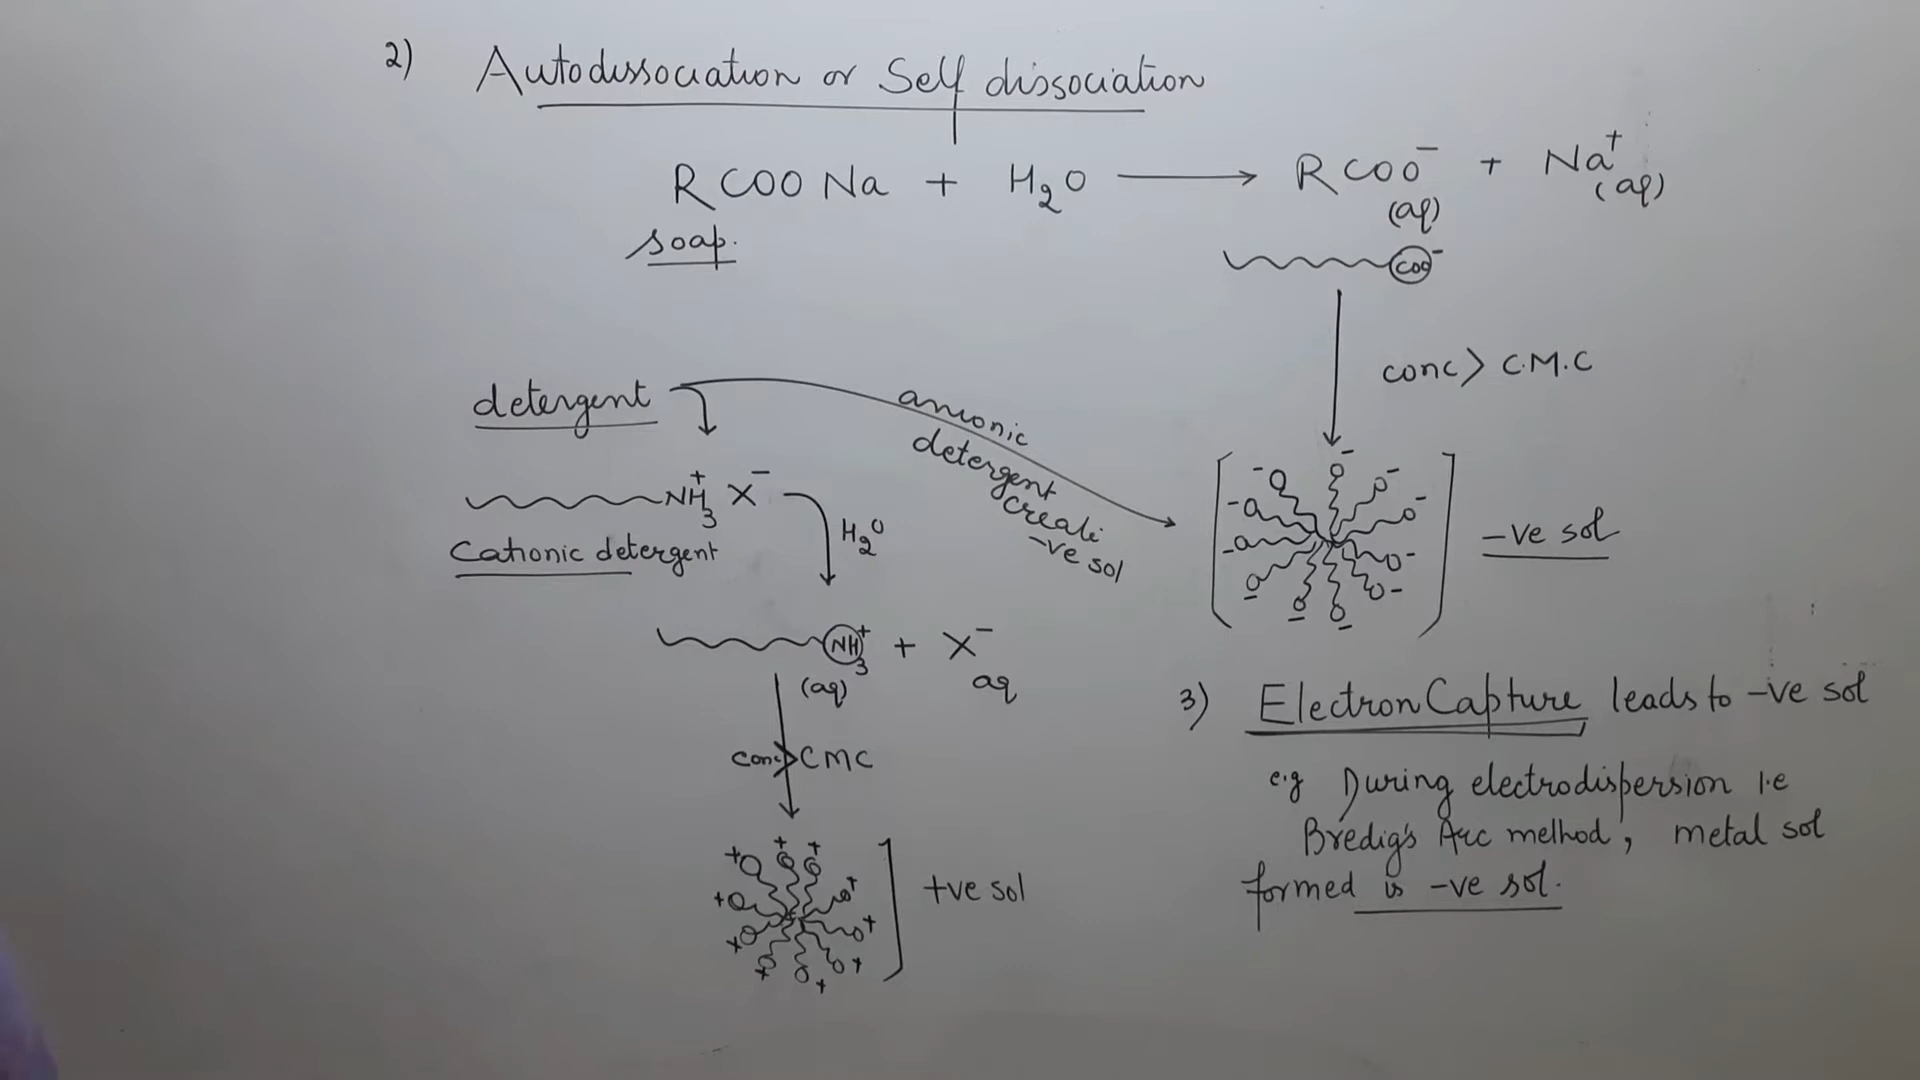 2) Autodissociation or Self dissociation
RCOONa + H₂O ⟶ RCOO⁻(aq) + Na⁺(aq)
soap.
COO⁻
conc > C.M.C
detergent
anionic
detergent
creati
-ve sol
NH₃⁺ X⁻
H₂O
Cationic detergent
-ve sol
NH₃⁺(aq) + X⁻aq
conc > CMC
+ve sol
3) Electron Capture leads to -ve sol
e.g During electrodispersion i.e
Bredig's Arc method, metal sol
formed is -ve sol.